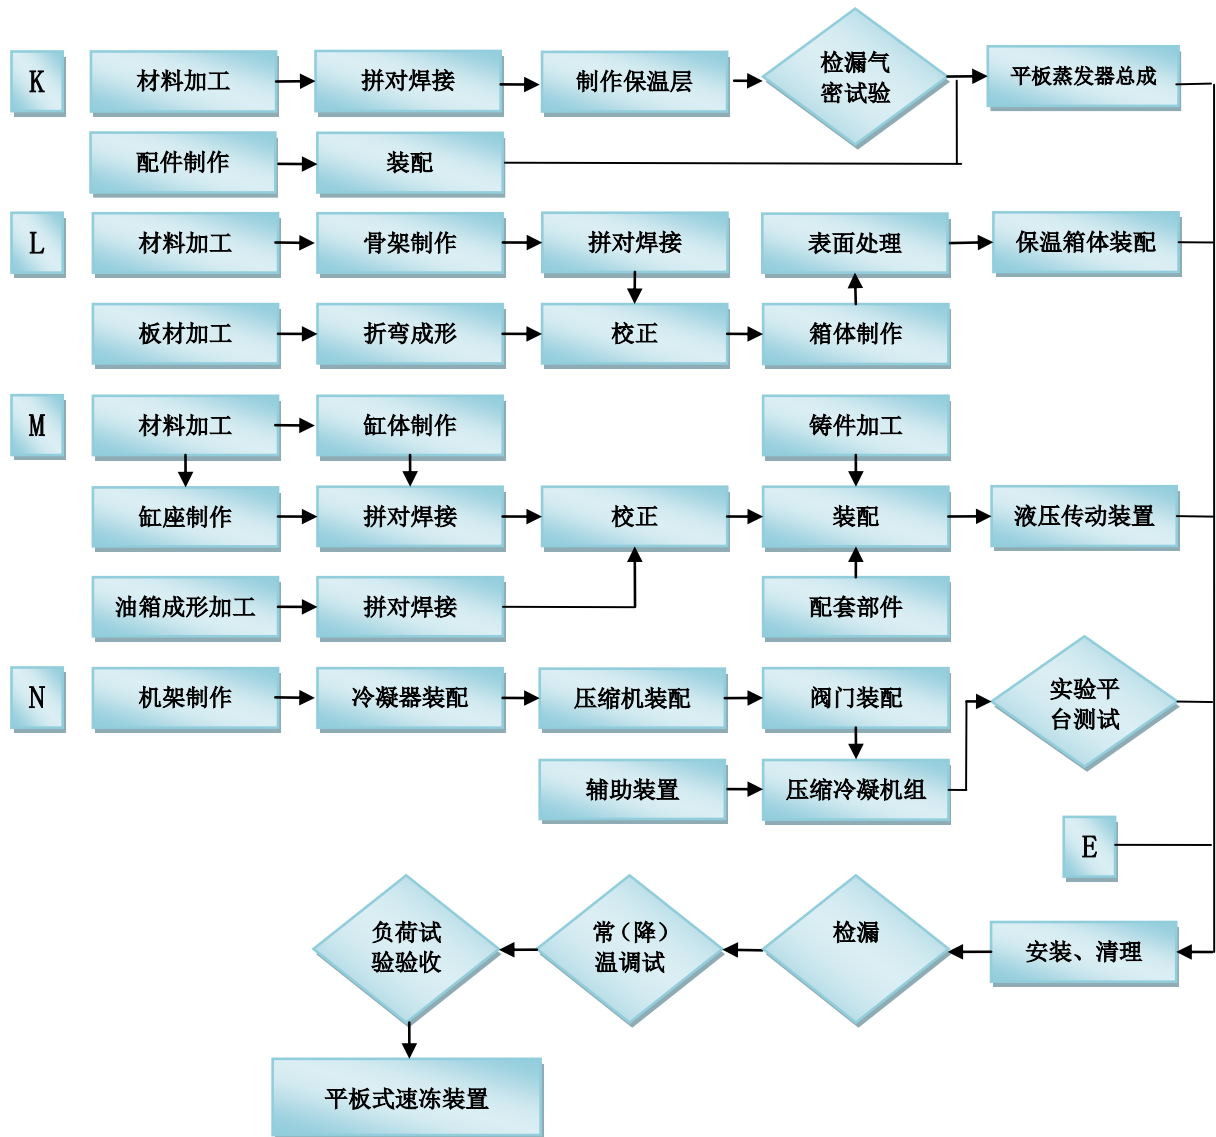 K
材料加工
拼对焊接
制作保温层
检漏气
密试验
平板蒸发器总成
配件制作
装配
L
材料加工
骨架制作
拼对焊接
表面处理
保温箱体装配
板材加工
折弯成形
校正
箱体制作
M
材料加工
缸体制作
铸件加工
缸座制作
拼对焊接
校正
装配
液压传动装置
油箱成形加工
拼对焊接
配套部件
N
机架制作
冷凝器装配
压缩机装配
阀门装配
实验平
台测试
辅助装置
压缩冷凝机组
E
负荷试
验验收
常（降）
温调试
检漏
安装、清理
平板式速冻装置